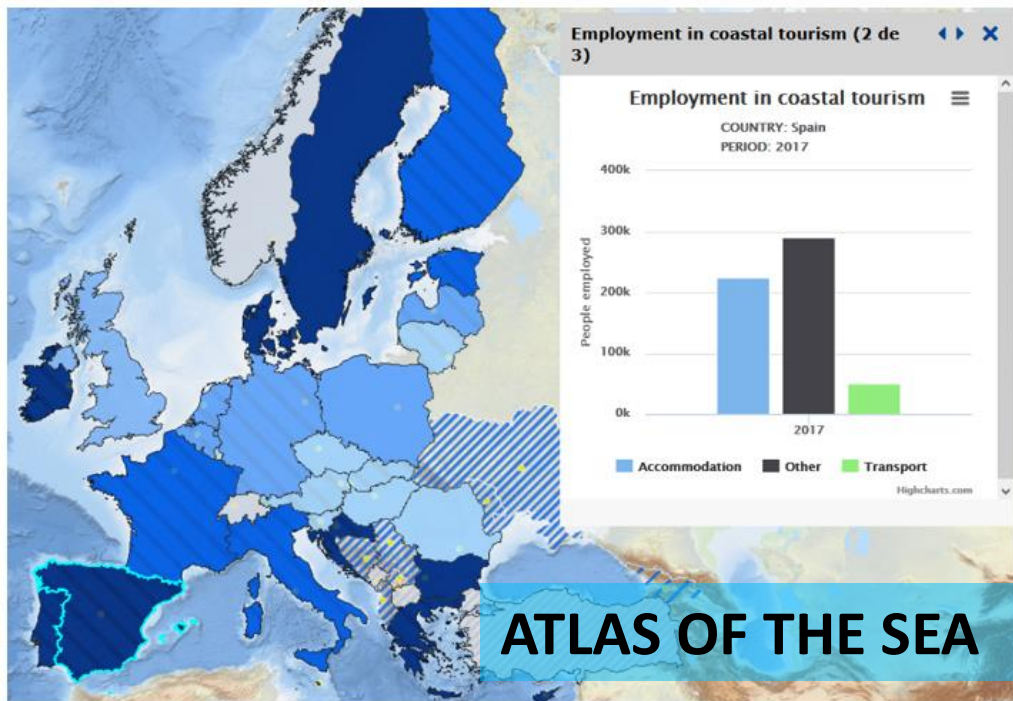 Employment in coastal tourism (2 de
3)
Employment in coastal tourism
COUNTRY: Spain
PERIOD: 2017
400k
300k
200k
100k
0k
People employed
2017
Accommodation Other Transport
Highcharts.com
ATLAS OF THE SEA